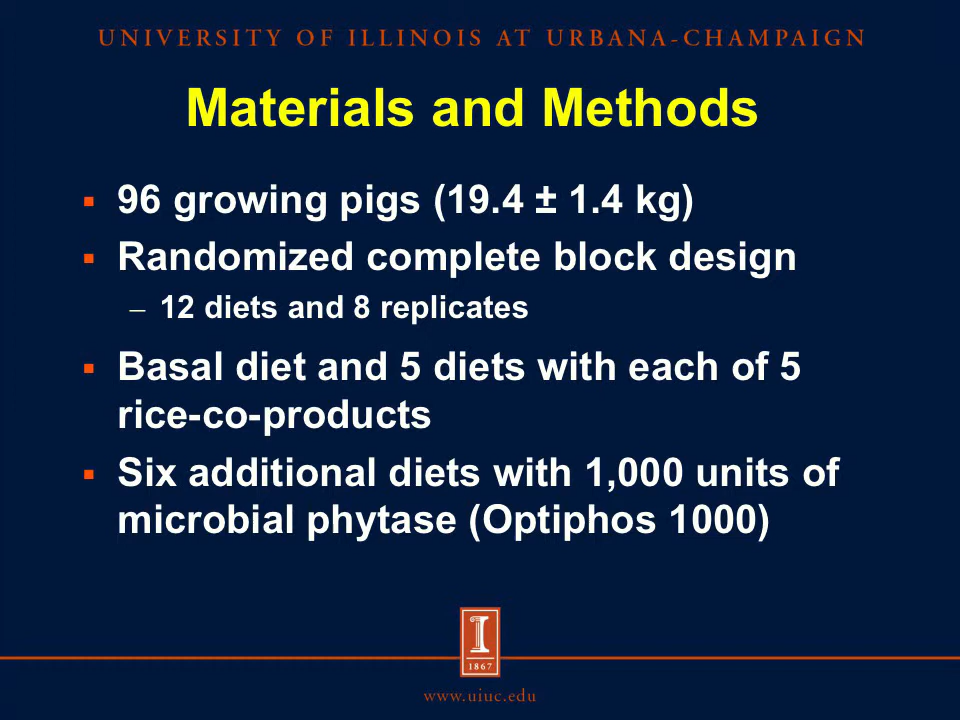 UNIVERSITY OF ILLINOIS AT URBANA-CHAMPAIGN
Materials and Methods
▪ 96 growing pigs (19.4 ± 1.4 kg)
▪ Randomized complete block design
– 12 diets and 8 replicates
▪ Basal diet and 5 diets with each of 5
rice-co-products
▪ Six additional diets with 1,000 units of
microbial phytase (Optiphos 1000)
I
1867
www.uiuc.edu